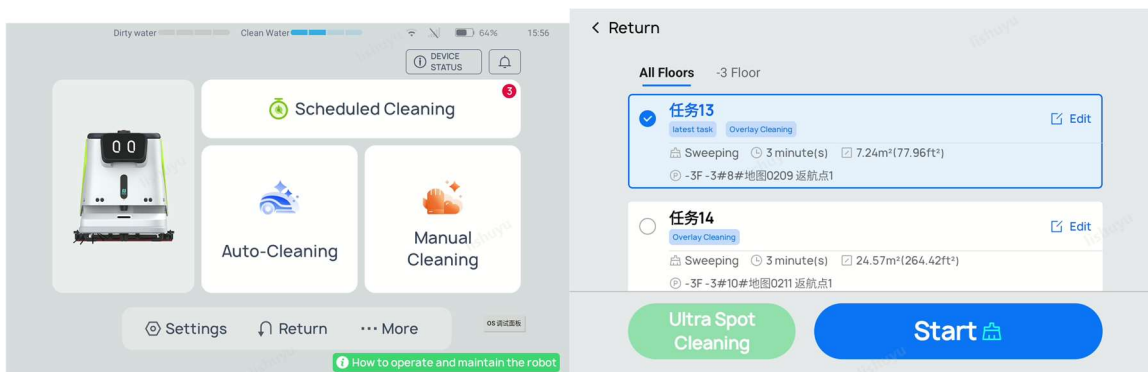 Dirty water
Clean Water
64%
15:56
DEVICE STATUS
3
Scheduled Cleaning
00
Auto-Cleaning
Manual
Cleaning
Settings
Return
··· More
OS调试面板
How to operate and maintain the robot
< Return
All Floors
-3 Floor
任务13
Edit
latest task
Overlay Cleaning
Sweeping 3 minute(s) 7.24m²(77.96ft²)
P -3F -3#8#地图0209 返航点1
任务14
Edit
Overlay Cleaning
Sweeping 3 minute(s) 24.57m²(264.42ft²)
P -3F -3#10#地图0211 返航点1
Ultra Spot
Cleaning
Start
lishuyu